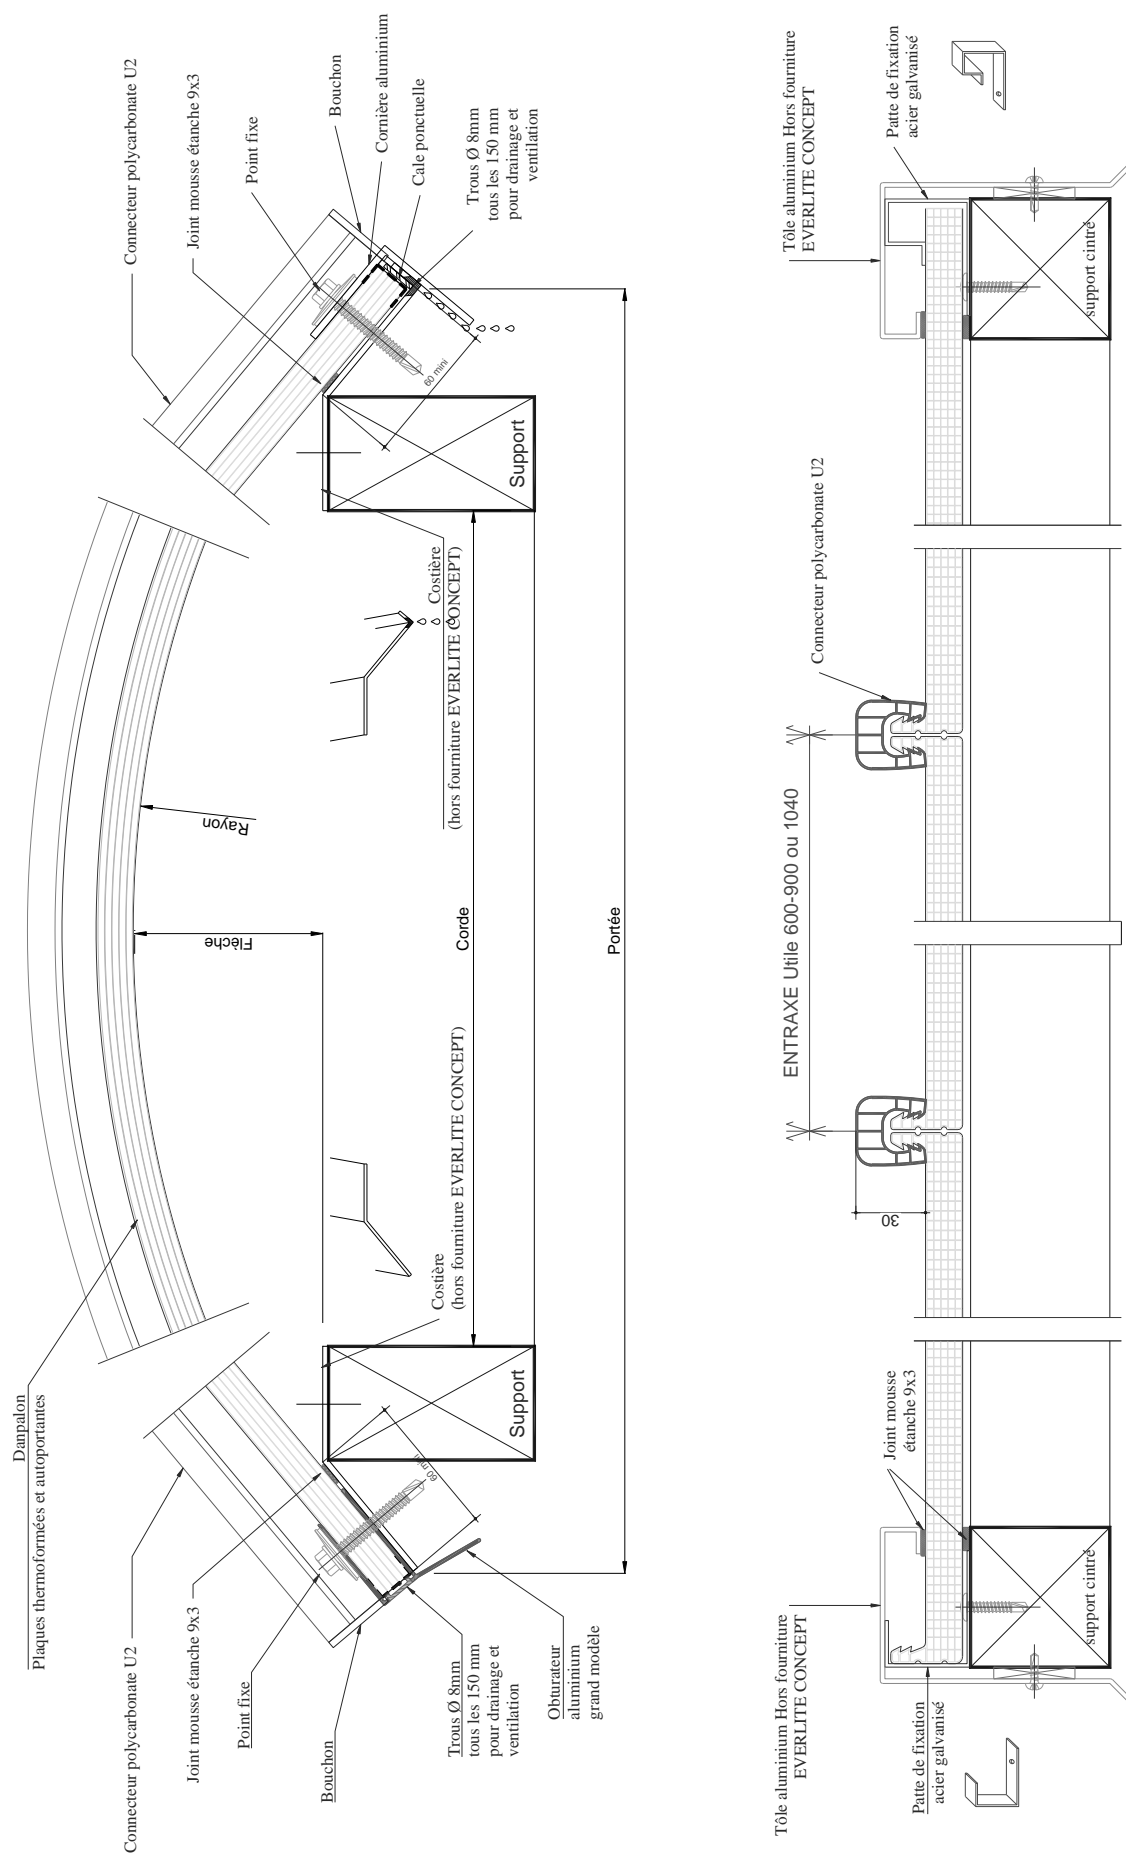 Danpalon
Plaques thermoformées et autoportantes
Connecteur polycarbonate U2
Joint mousse étanche 9x3
Point fixe
Bouchon
Trous Ø 8mm
tous les 150 mm
pour drainage et
ventilation
Obturateur
aluminium
grand modèle
60 mini
Support
Costière
(hors fourniture EVERLITE CONCEPT)
Flèche
Rayon
Corde
Portée
Costière
(hors fourniture EVERLITE CONCEPT)
Support
60 mini
Connecteur polycarbonate U2
Joint mousse étanche 9x3
Point fixe
Bouchon
Cornière aluminium
Cale ponctuelle
Trous Ø 8mm
tous les 150 mm
pour drainage et
ventilation
Tôle aluminium Hors fourniture
EVERLITE CONCEPT
Patte de fixation
acier galvanisé
Joint mousse
étanche 9x3
support cintré
30
ENTRAXE Utile 600-900 ou 1040
Connecteur polycarbonate U2
Tôle aluminium Hors fourniture
EVERLITE CONCEPT
Patte de fixation
acier galvanisé
support cintré